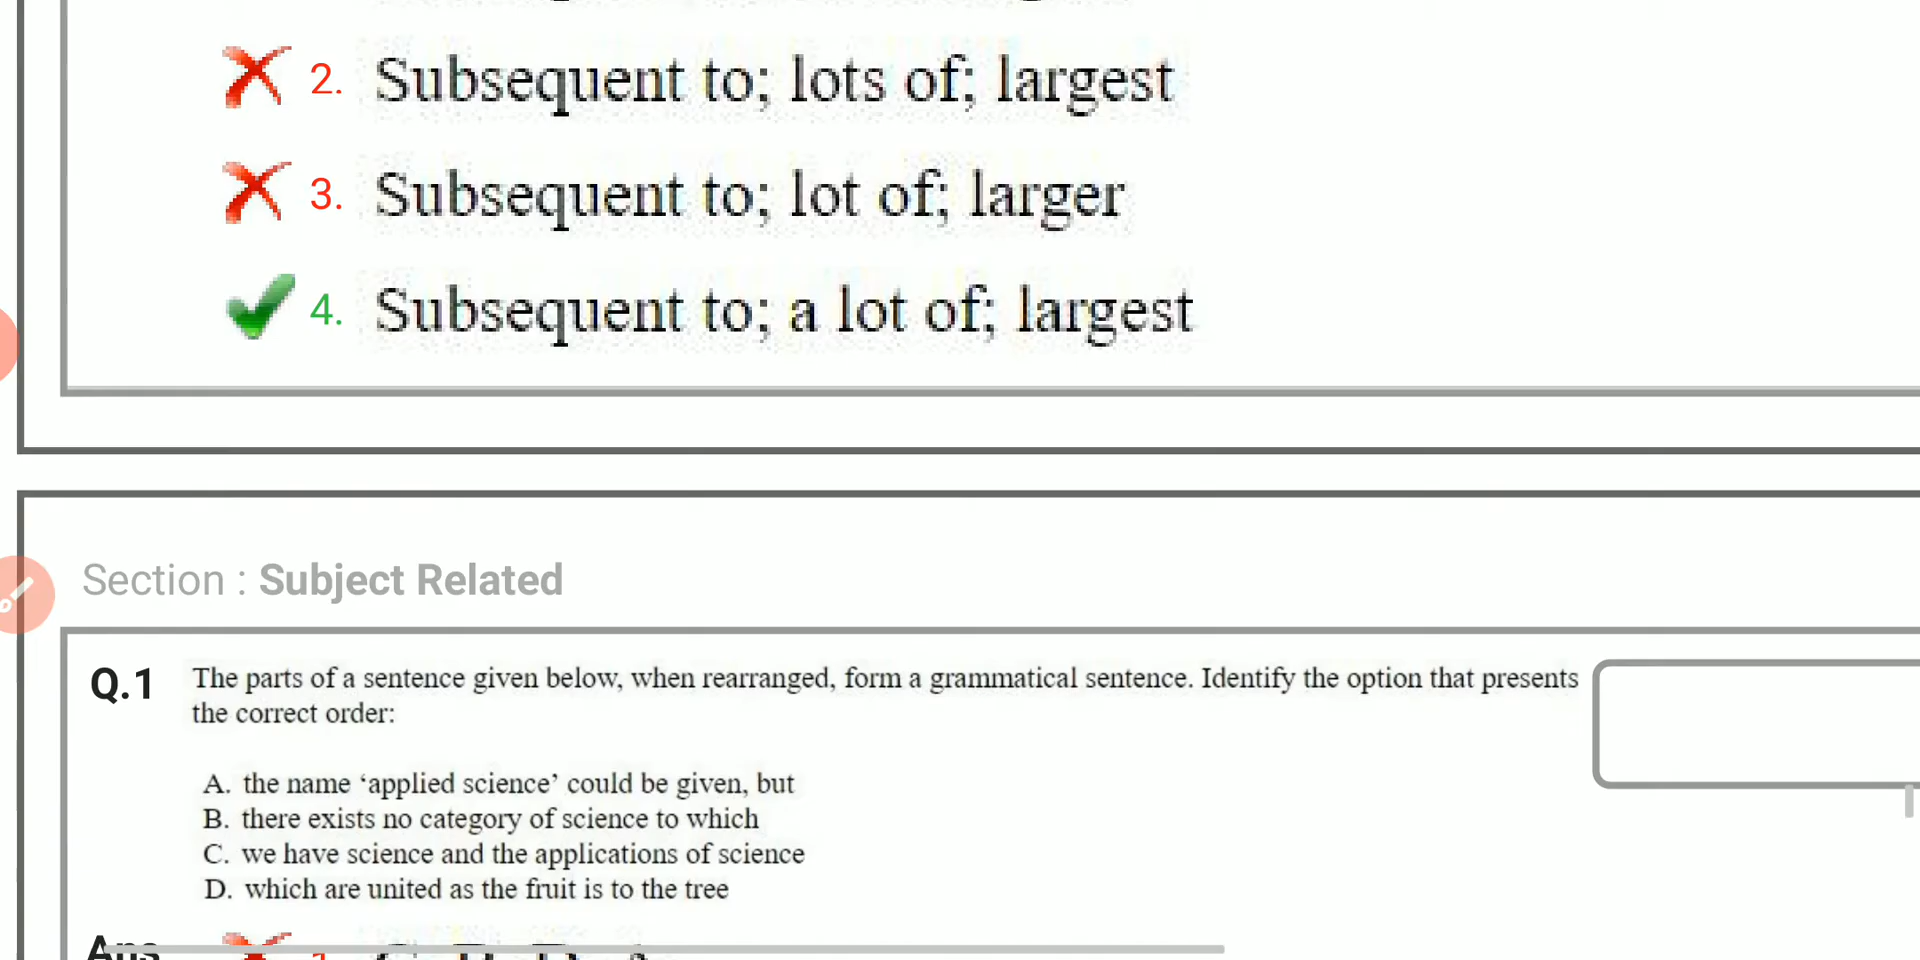 2. Subsequent to; lots of; largest
3. Subsequent to; lot of; larger
4. Subsequent to; a lot of; largest
Section : Subject Related
Q.1 The parts of a sentence given below, when rearranged, form a grammatical sentence. Identify the option that presents
the correct order:
A. the name ‘applied science’ could be given, but
B. there exists no category of science to which
C. we have science and the applications of science
D. which are united as the fruit is to the tree
Ans